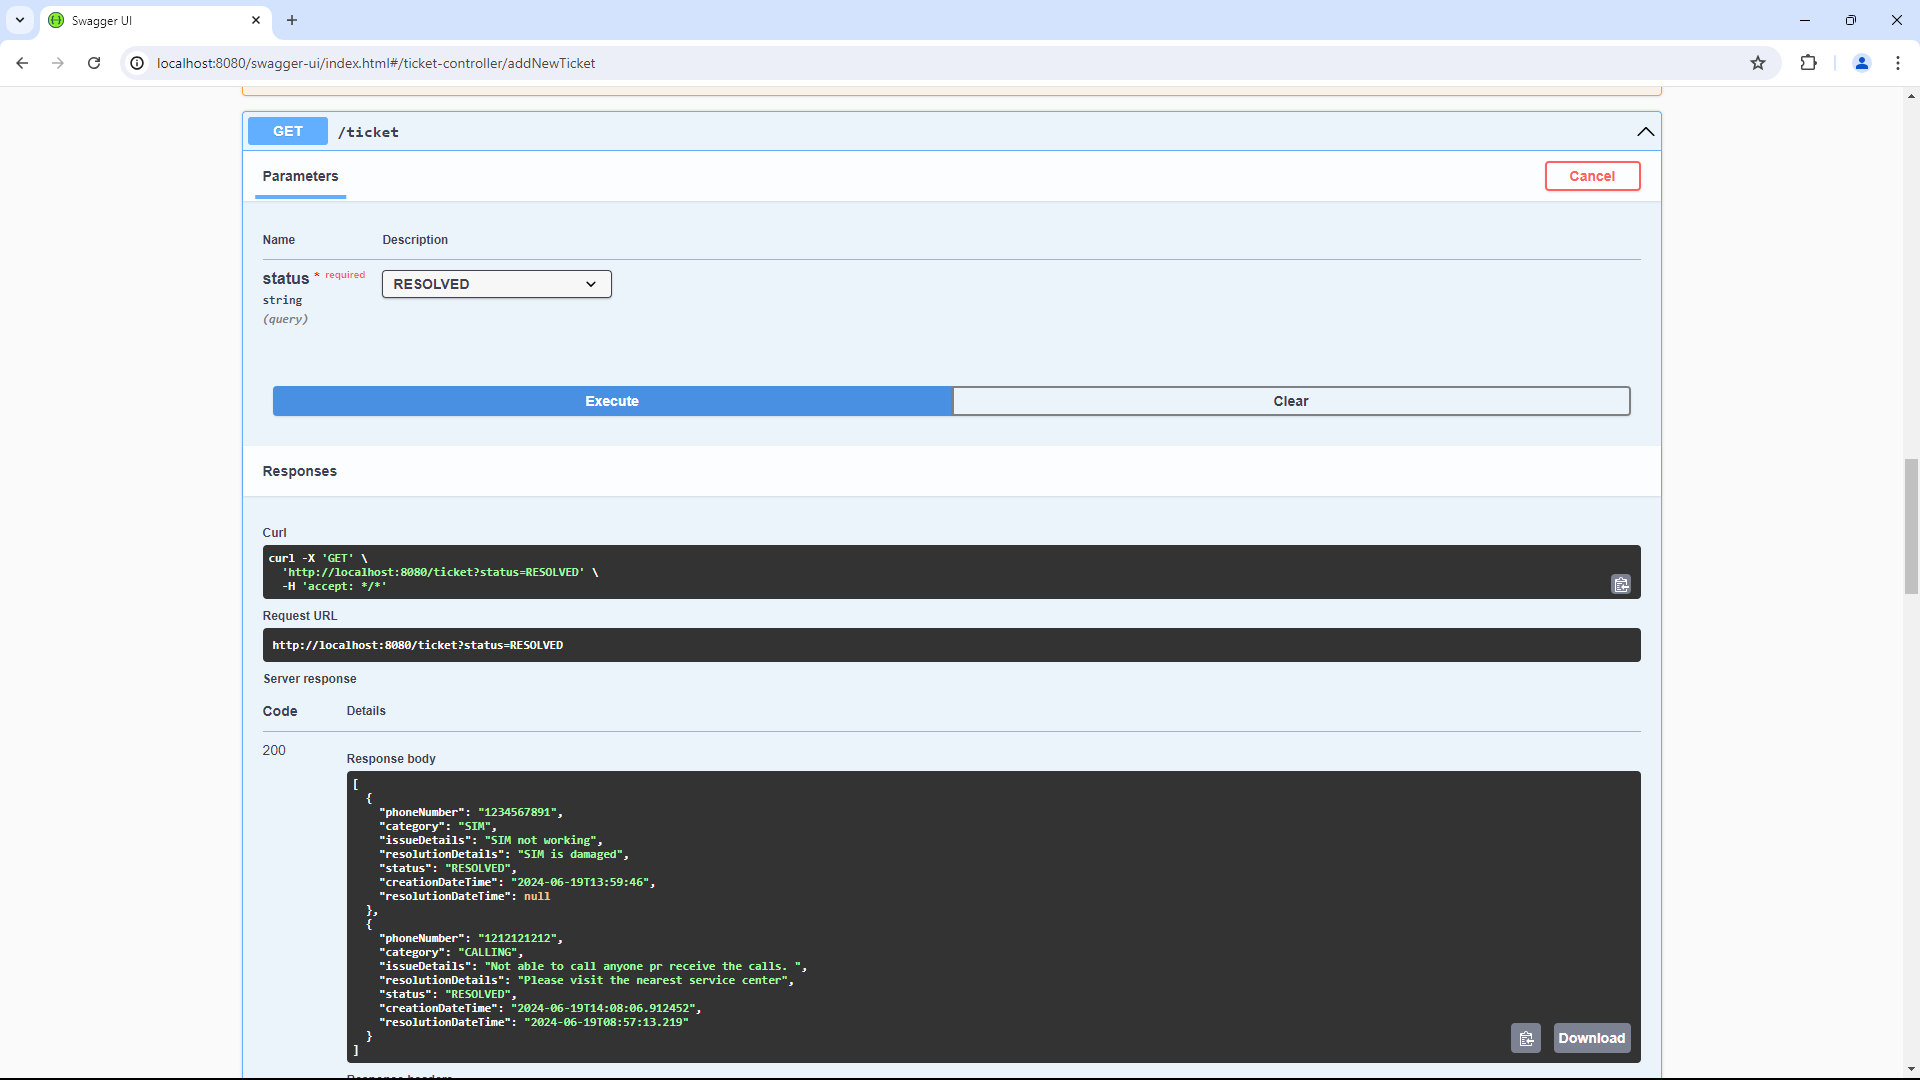 Swagger UI
localhost:8080/swagger-ui/index.html#/ticket-controller/addNewTicket
GET /ticket
Parameters
Cancel
Name Description
status * required
RESOLVED
string
(query)
Execute
Clear
Responses
Curl
curl -X 'GET' \
'http://localhost:8080/ticket?status=RESOLVED' \
-H 'accept: */*'
Request URL
http://localhost:8080/ticket?status=RESOLVED
Server response
Code Details
200
Response body
[
{
"phoneNumber": "1234567891",
"category": "SIM",
"issueDetails": "SIM not working",
"resolutionDetails": "SIM is damaged",
"status": "RESOLVED",
"creationDateTime": "2024-06-19T13:59:46",
"resolutionDateTime": null
},
{
"phoneNumber": "1212121212",
"category": "CALLING",
"issueDetails": "Not able to call anyone pr receive the calls. ",
"resolutionDetails": "Please visit the nearest service center",
"status": "RESOLVED",
"creationDateTime": "2024-06-19T14:08:06.912452",
"resolutionDateTime": "2024-06-19T08:57:13.219"
}
]
Download